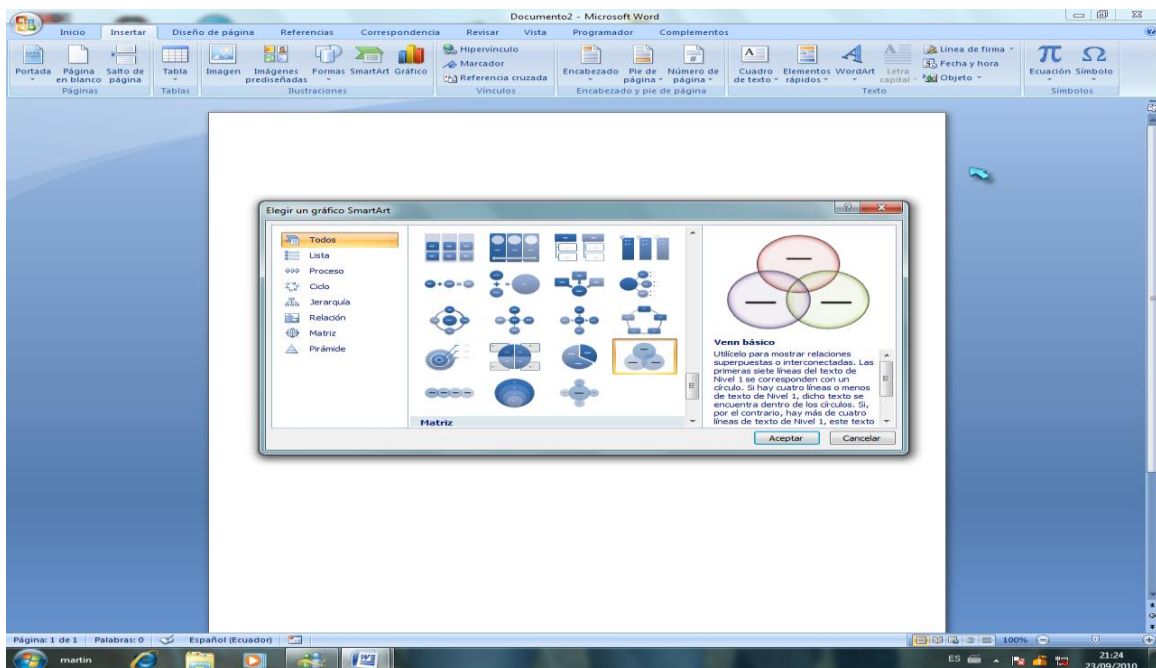 Documento2 - Microsoft Word
Inicio Insertar Diseño de página Referencias Correspondencia Revisar Vista Programador Complementos
Portada Página en blanco Salto de página Tabla Imagen Imágenes prediseñadas Formas SmartArt Gráfico Hipervínculo Marcador Referencia cruzada Encabezado Pie de página Número de página Cuadro de texto Elementos rápidos WordArt Letra capital Línea de firma Fecha y hora Objeto Ecuación Símbolo
Páginas Tablas Ilustraciones Vínculos Encabezado y pie de página Texto Símbolos
Elegir un gráfico SmartArt
Todos
Lista
Proceso
Ciclo
Jerarquía
Relación
Matriz
Pirámide
Matriz
Venn básico
Utilícelo para mostrar relaciones
superpuestas o interconectadas. Las
primeras siete líneas del texto de
Nivel 1 se corresponden con un
círculo. Si hay cuatro líneas o menos
de texto de Nivel 1, dicho texto se
encuentra dentro de los círculos. Si,
por el contrario, hay más de cuatro
líneas de texto de Nivel 1, este texto
Aceptar Cancelar
Página: 1 de 1 Palabras: 0 Español (Ecuador) 100%
martin ES 21:24
23/09/2010